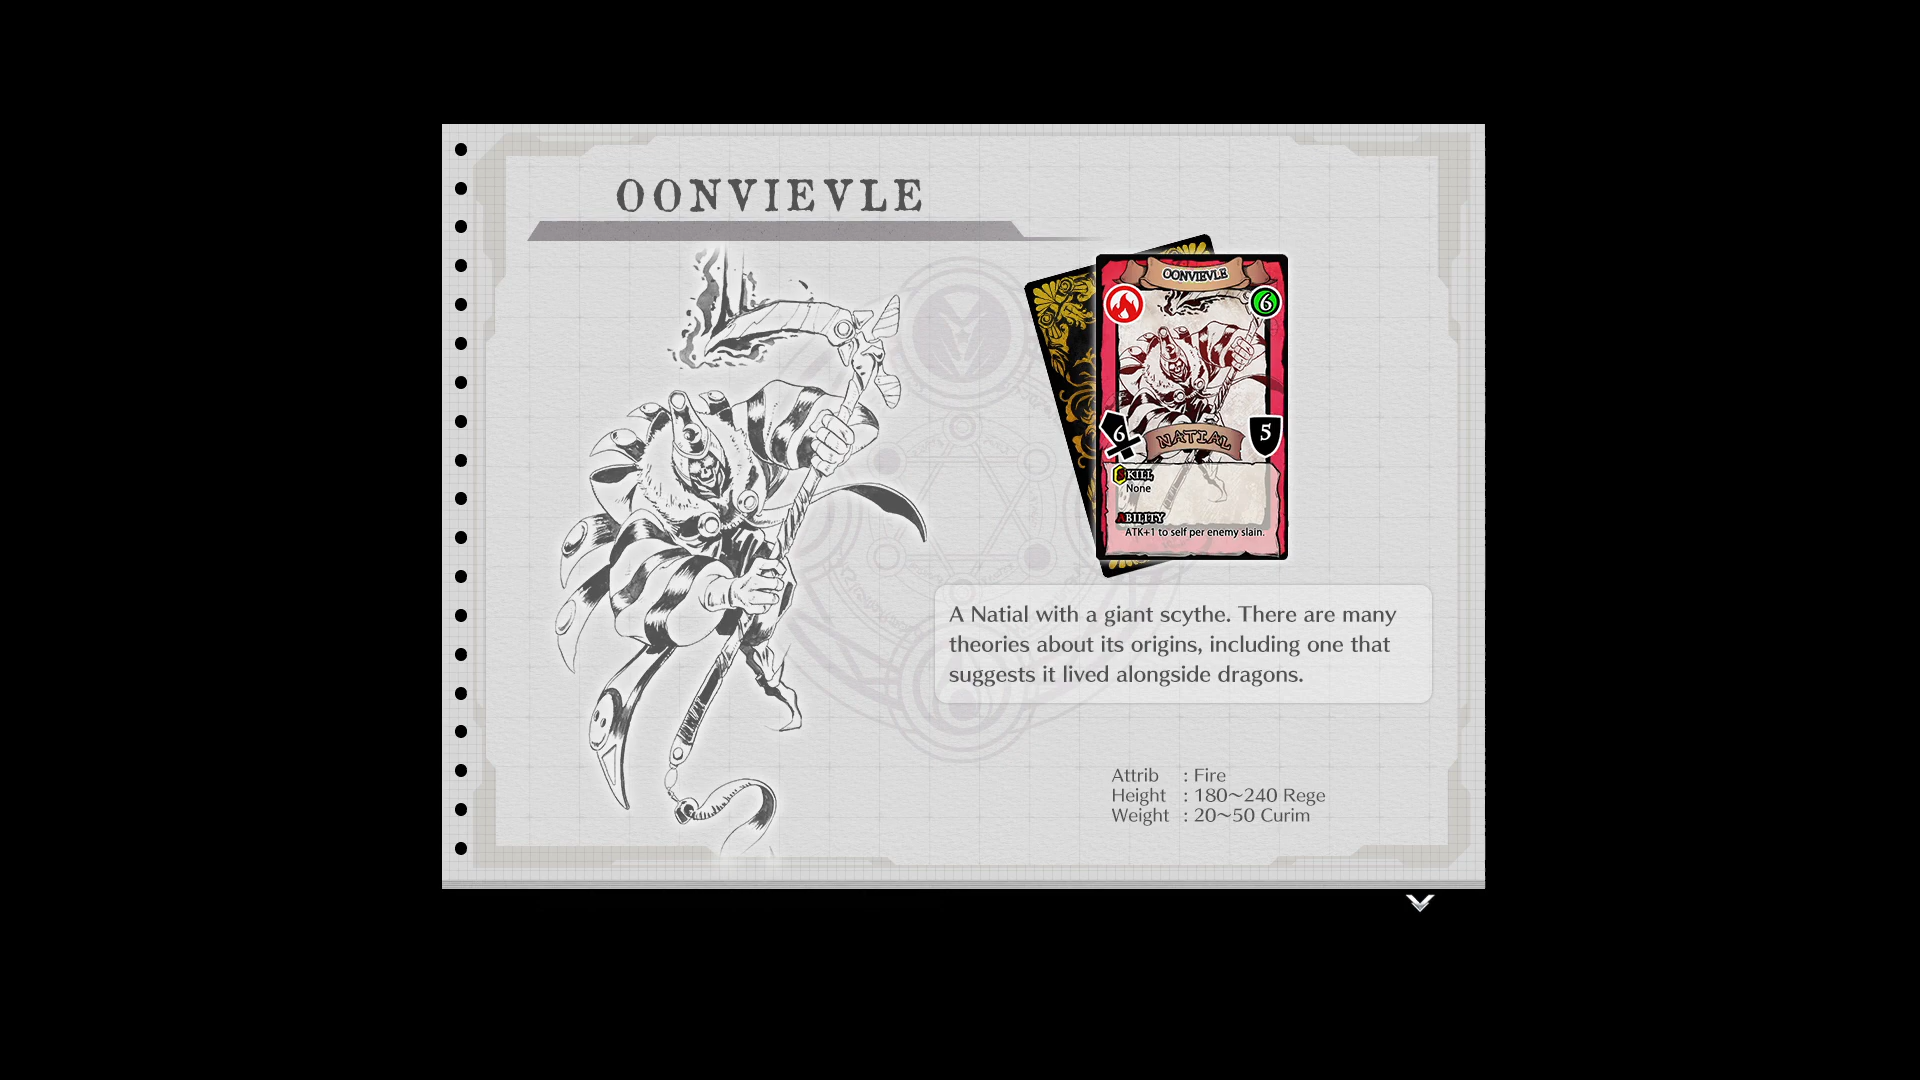 OONVIEVLE
OONVIEVLE
6
6
NATIAL
5
SKILL
None
ABILITY
ATK+1 to self per enemy slain.
A Natial with a giant scythe. There are many
theories about its origins, including one that
suggests it lived alongside dragons.
Attrib : Fire
Height : 180~240 Rege
Weight : 20~50 Curim